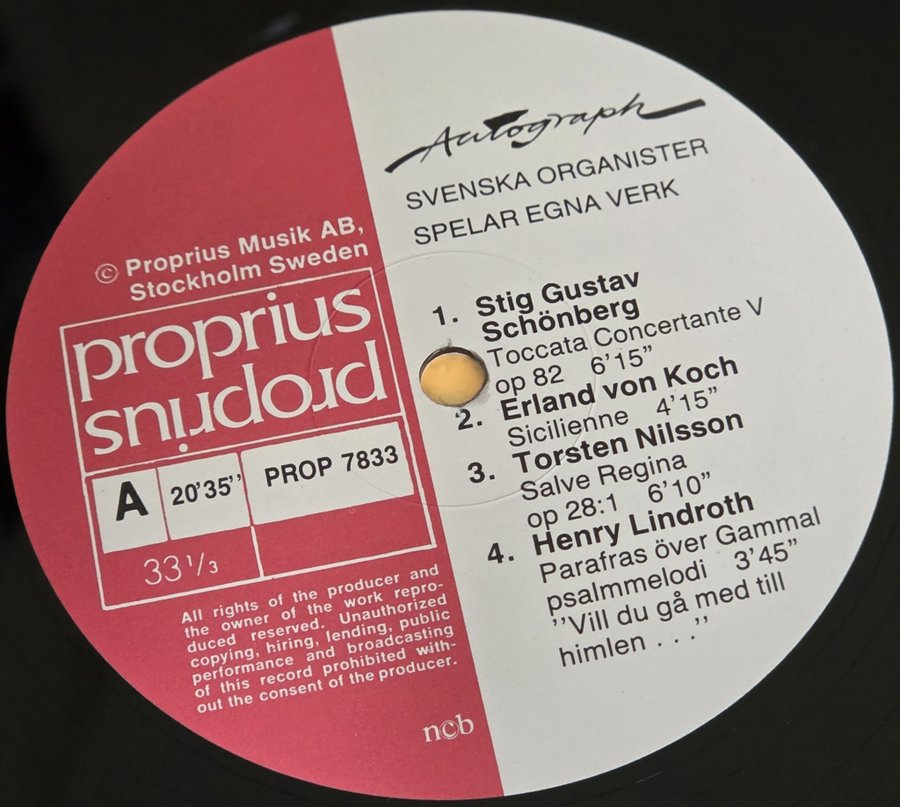 © Proprius Musik AB,
Stockholm Sweden
proprius
proprius
A
20'35''
PROP 7833
33 1/3
All rights of the producer and
the owner of the work repro-
duced reserved. Unauthorized
copying, hiring, lending, public
performance and broadcasting
of this record prohibited with-
out the consent of the producer.
ncb
Autograph
SVENSKA ORGANISTER
SPELAR EGNA VERK
1. Stig Gustav
Schönberg
Toccata Concertante V
op 82 6'15"
2. Erland von Koch
Sicilienne 4'15"
3. Torsten Nilsson
Salve Regina
op 28:1 6'10"
4. Henry Lindroth
Parafras över Gammal
psalmmelodi 3'45"
''Vill du gå med till
himlen . . .''